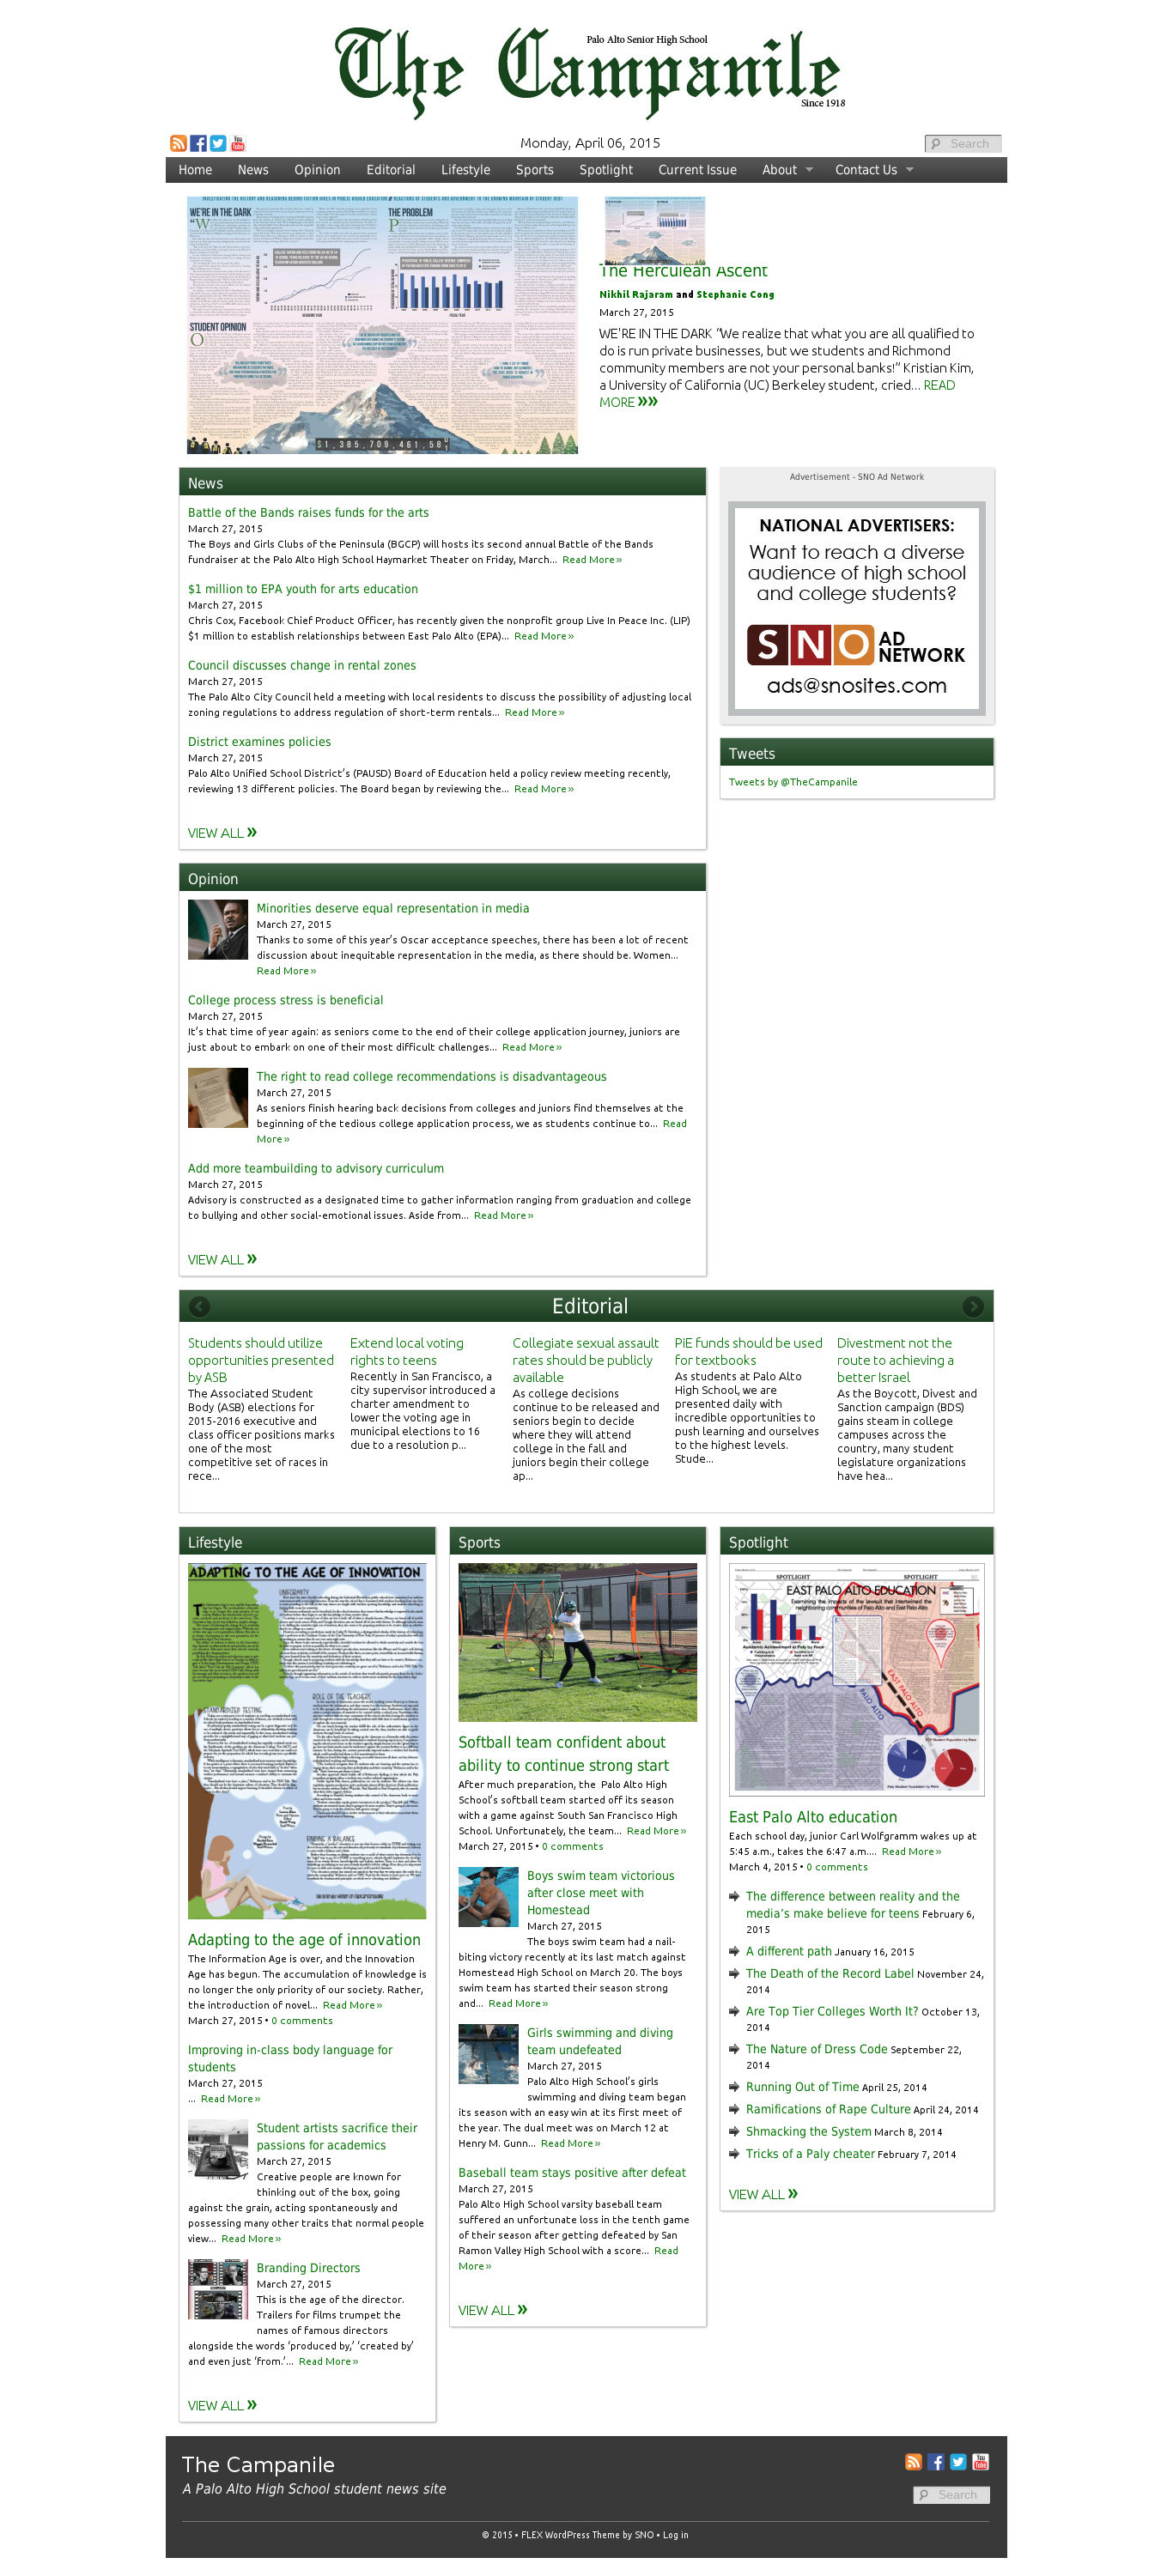 The Campanile
Palo Alto Senior High School
Since 1918
Monday, April 06, 2015
Search
Home News Opinion Editorial Lifestyle Sports Spotlight Current Issue About Contact Us
WE'RE IN THE DARK
THE PROBLEM
STUDENT OPINION
The Herculean Ascent
Nikhil Rajaram and Stephanie Cong
March 27, 2015
WE'RE IN THE DARK “We realize that what you are all qualified to
do is run private businesses, but we students and Richmond
community members are not your personal banks!” Kristian Kim,
a University of California (UC) Berkeley student, cried... READ
MORE »
News
Battle of the Bands raises funds for the arts
March 27, 2015
The Boys and Girls Clubs of the Peninsula (BGCP) will hosts its second annual Battle of the Bands
fundraiser at the Palo Alto High School Haymarket Theater on Friday, March... Read More »
$1 million to EPA youth for arts education
March 27, 2015
Chris Cox, Facebook Chief Product Officer, has recently given the nonprofit group Live In Peace Inc. (LIP)
$1 million to establish relationships between East Palo Alto (EPA)... Read More »
Council discusses change in rental zones
March 27, 2015
The Palo Alto City Council held a meeting with local residents to discuss the possibility of adjusting local
zoning regulations to address regulation of short-term rentals... Read More »
District examines policies
March 27, 2015
Palo Alto Unified School District’s (PAUSD) Board of Education held a policy review meeting recently,
reviewing 13 different policies. The Board began by reviewing the... Read More »
VIEW ALL »
Advertisement - SNO Ad Network
NATIONAL ADVERTISERS:
Want to reach a diverse
audience of high school
and college students?
SNO AD NETWORK
ads@snosites.com
Tweets
Tweets by @TheCampanile
Opinion
Minorities deserve equal representation in media
March 27, 2015
Thanks to some of this year’s Oscar acceptance speeches, there has been a lot of recent
discussion about inequitable representation in the media, as there should be. Women...
Read More »
College process stress is beneficial
March 27, 2015
It’s that time of year again: as seniors come to the end of their college application journey, juniors are
just about to embark on one of their most difficult challenges... Read More »
The right to read college recommendations is disadvantageous
March 27, 2015
As seniors finish hearing back decisions from colleges and juniors find themselves at the
beginning of the tedious college application process, we as students continue to... Read
More »
Add more teambuilding to advisory curriculum
March 27, 2015
Advisory is constructed as a designated time to gather information ranging from graduation and college
to bullying and other social-emotional issues. Aside from... Read More »
VIEW ALL »
Editorial
Students should utilize
opportunities presented
by ASB
The Associated Student
Body (ASB) elections for
2015-2016 executive and
class officer positions marks
one of the most
competitive set of races in
rece...
Extend local voting
rights to teens
Recently in San Francisco, a
city supervisor introduced a
charter amendment to
lower the voting age in
municipal elections to 16
due to a resolution p...
Collegiate sexual assault
rates should be publicly
available
As college decisions
continue to be released and
seniors begin to decide
where they will attend
college in the fall and
juniors begin their college
ap...
PiE funds should be used
for textbooks
As students at Palo Alto
High School, we are
presented daily with
incredible opportunities to
push learning and ourselves
to the highest levels.
Stude...
Divestment not the
route to achieving a
better Israel
As the Boycott, Divest and
Sanction campaign (BDS)
gains steam in college
campuses across the
country, many student
legislature organizations
have hea...
Lifestyle
ADAPTING TO THE AGE OF INNOVATION
UNIFORMITY
STANDARDIZED TESTING
ROLE OF THE TEACHERS
FINDING A BALANCE
Adapting to the age of innovation
The Information Age is over, and the Innovation
Age has begun. The accumulation of knowledge is
no longer the only priority of our society. Rather,
the introduction of novel... Read More »
March 27, 2015 • 0 comments
Improving in-class body language for
students
March 27, 2015
... Read More »
Student artists sacrifice their
passions for academics
March 27, 2015
Creative people are known for
thinking out of the box, going
against the grain, acting spontaneously and
possessing many other traits that normal people
view... Read More »
Branding Directors
March 27, 2015
This is the age of the director.
Trailers for films trumpet the
names of famous directors
alongside the words ‘produced by,’ ‘created by’
and even just ‘from.’... Read More »
VIEW ALL »
Sports
Softball team confident about
ability to continue strong start
After much preparation, the Palo Alto High
School’s softball team started off its season
with a game against South San Francisco High
School. Unfortunately, the team... Read More »
March 27, 2015 • 0 comments
Boys swim team victorious
after close meet with
Homestead
March 27, 2015
The boys swim team had a nail-
biting victory recently at its last match against
Homestead High School on March 20. The boys
swim team has started their season strong
and... Read More »
Girls swimming and diving
team undefeated
March 27, 2015
Palo Alto High School’s girls
swimming and diving team began
its season with an easy win at its first meet of
the year. The dual meet was on March 12 at
Henry M. Gunn... Read More »
Baseball team stays positive after defeat
March 27, 2015
Palo Alto High School varsity baseball team
suffered an unfortunate loss in the tenth game
of their season after getting defeated by San
Ramon Valley High School with a score... Read
More »
VIEW ALL »
Spotlight
SPOTLIGHT
SPOTLIGHT
EAST PALO ALTO EDUCATION
PALO ALTO
EAST PALO ALTO
East Palo Alto education
Each school day, junior Carl Wolfgramm wakes up at
5:45 a.m., takes the 6:47 a.m.... Read More »
March 4, 2015 • 0 comments
The difference between reality and the
media’s make believe for teens February 6,
2015
A different path January 16, 2015
The Death of the Record Label November 24,
2014
Are Top Tier Colleges Worth It? October 13,
2014
The Nature of Dress Code September 22,
2014
Running Out of Time April 25, 2014
Ramifications of Rape Culture April 24, 2014
Shmacking the System March 8, 2014
Tricks of a Paly cheater February 7, 2014
VIEW ALL »
The Campanile
A Palo Alto High School student news site
Search
© 2015 • FLEX WordPress Theme by SNO • Log in